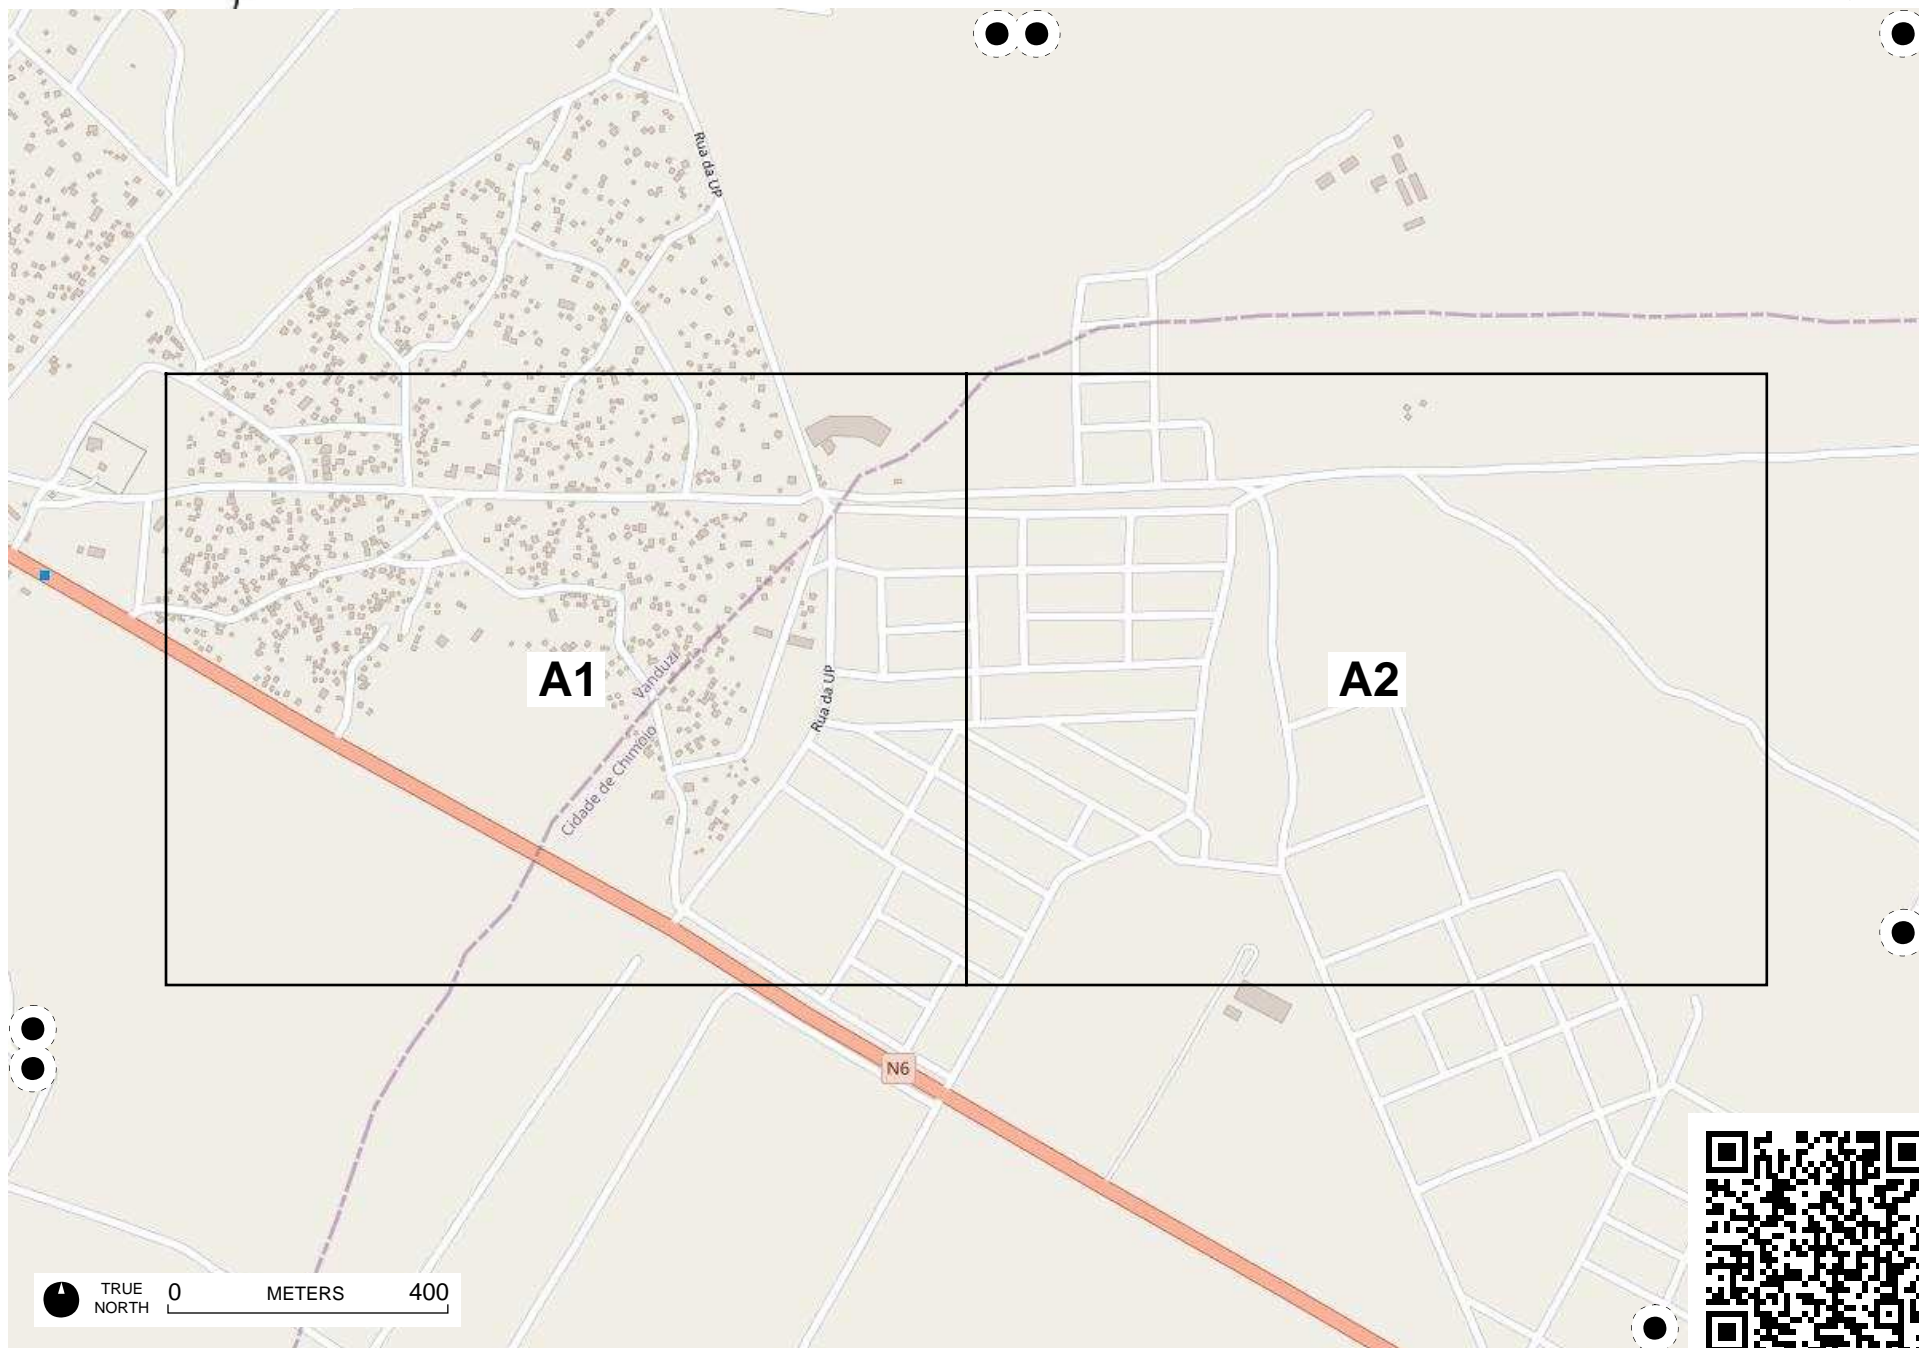 Rua da UP
A1
A2
Vanduzi
Cidade de Chimoio
Rua da UP
N6
TRUE
NORTH
0 METERS 400